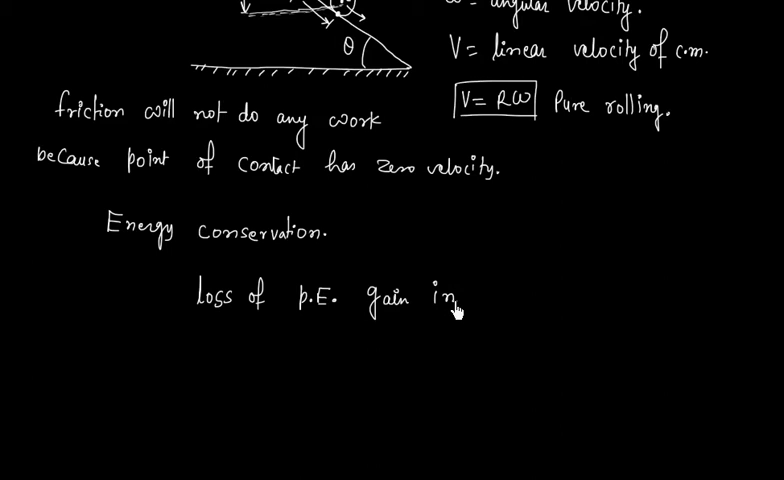 ω = angular velocity.
θ
V = linear velocity of c.m.
V = Rω Pure rolling.
friction will not do any work
because point of contact has zero velocity.
Energy conservation.
loss of P.E. gain in